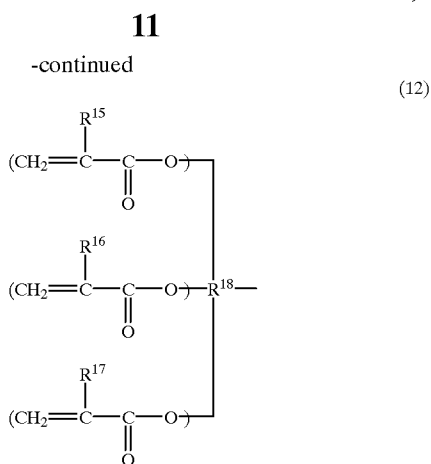 11
-continued
(12)
R15
(CH2=C—C—O)
O
R16
(CH2=C—C—O)—R18—
O
R17
(CH2=C—C—O)
O